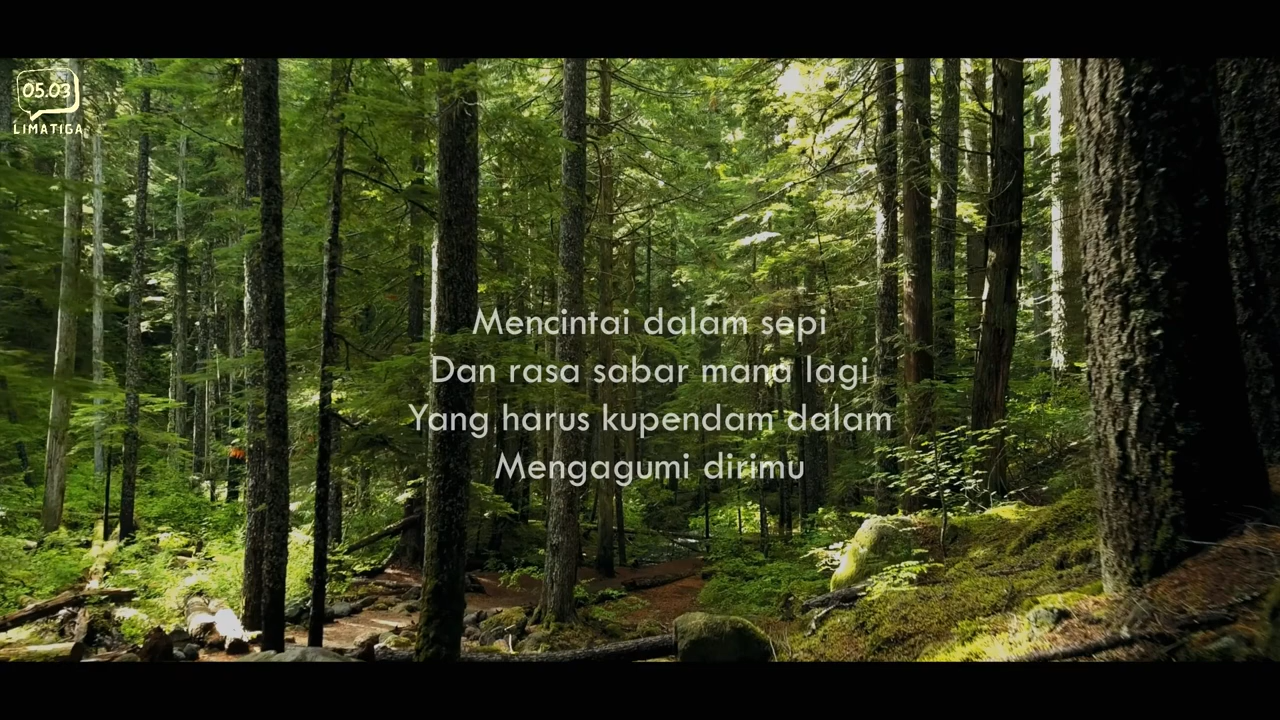 05.03
LIMATIGA
Mencintai dalam sepi
Dan rasa sabar mana lagi
Yang harus kupendam dalam
Mengagumi dirimu